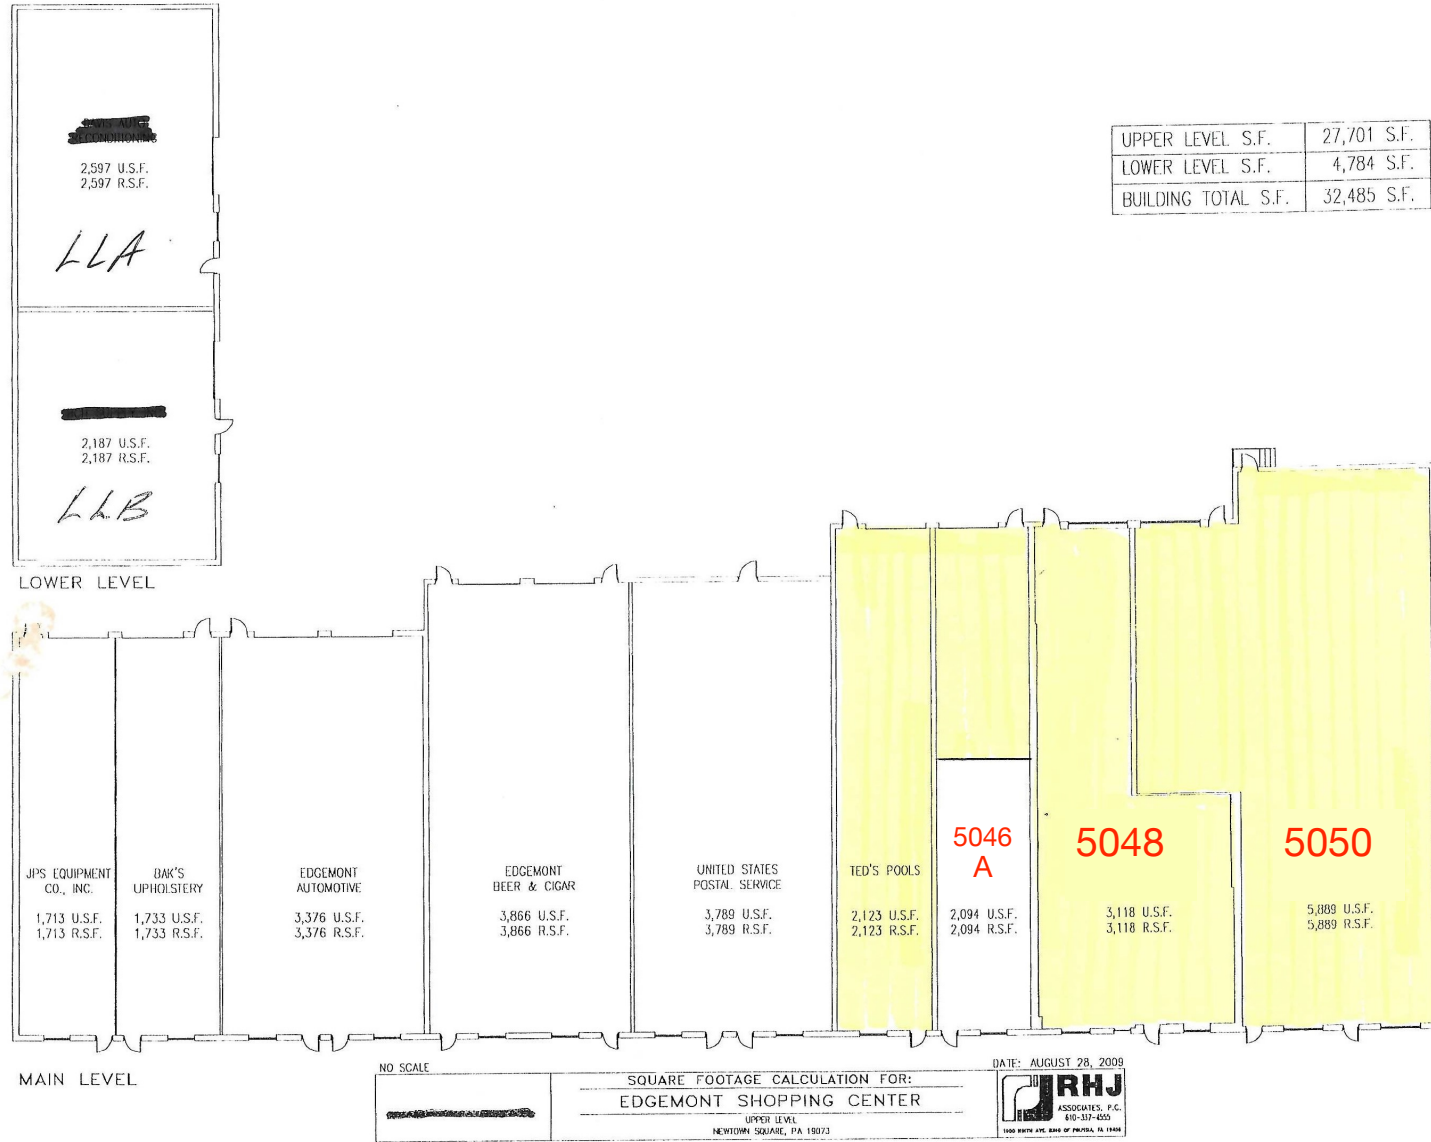 2,597 U.S.F.
2,597 R.S.F.
LLA
UPPER LEVEL S.F. 27,701 S.F.
LOWER LEVEL S.F. 4,784 S.F.
BUILDING TOTAL S.F. 32,485 S.F.
2,187 U.S.F.
2,187 R.S.F.
LLB
LOWER LEVEL
JPS EQUIPMENT
CO., INC.
1,713 U.S.F.
1,713 R.S.F.
BAK'S
UPHOLSTERY
1,733 U.S.F.
1,733 R.S.F.
EDGEMONT
AUTOMOTIVE
3,376 U.S.F.
3,376 R.S.F.
EDGEMONT
BEER & CIGAR
3,866 U.S.F.
3,866 R.S.F.
UNITED STATES
POSTAL SERVICE
3,789 U.S.F.
3,789 R.S.F.
TED'S POOLS
2,123 U.S.F.
2,123 R.S.F.
5046
A
2,094 U.S.F.
2,094 R.S.F.
5048
3,118 U.S.F.
3,118 R.S.F.
5050
5,889 U.S.F.
5,889 R.S.F.
MAIN LEVEL
NO SCALE
SQUARE FOOTAGE CALCULATION FOR:
EDGEMONT SHOPPING CENTER
UPPER LEVEL
NEWTOWN SQUARE, PA 19073
DATE: AUGUST 28, 2009
RHJ
ASSOCIATES, P.C.
610-337-4555